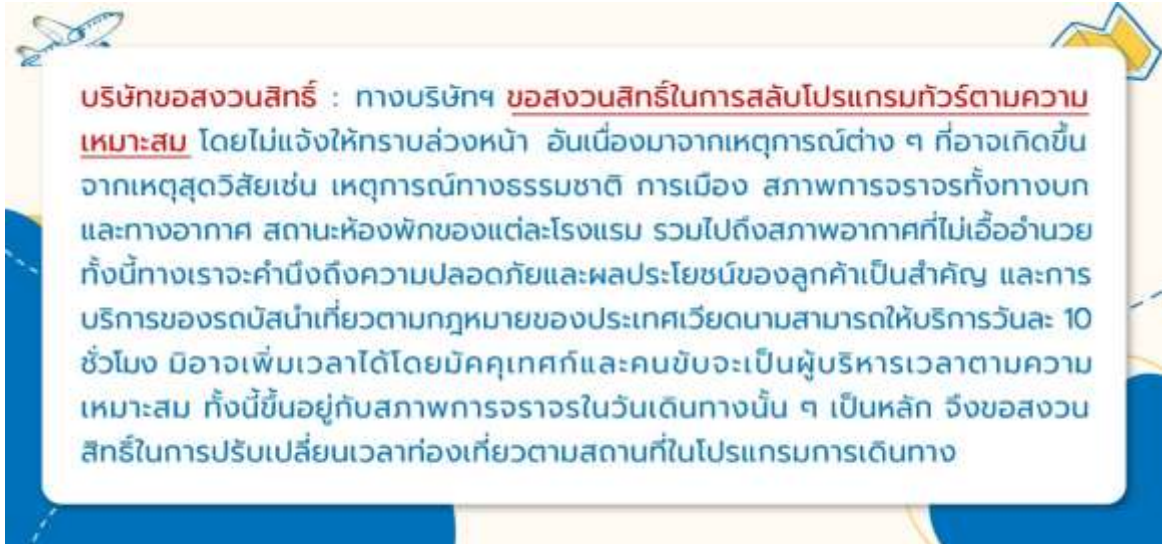 บริษัทขอสงวนสิทธิ์ : ทางบริษัทฯ ขอสงวนสิทธิ์ในการสลับโปรแกรมทัวร์ตามความ
เหมาะสม โดยไม่แจ้งให้ทราบล่วงหน้า อันเนื่องมาจากเหตุการณ์ต่าง ๆ ที่อาจเกิดขึ้น
จากเหตุสุดวิสัยเช่น เหตุการณ์ทางธรรมชาติ การเมือง สภาพการจราจรทั้งทางบก
และทางอากาศ สถานะห้องพักของแต่ละโรงแรม รวมไปถึงสภาพอากาศที่ไม่เอื้ออำนวย
ทั้งนี้ทางเราจะคำนึงถึงความปลอดภัยและผลประโยชน์ของลูกค้าเป็นสำคัญ และการ
บริการของรถบัสนำเที่ยวตามกฎหมายของประเทศเวียดนามสามารถให้บริการวันละ 10
ชั่วโมง มิอาจเพิ่มเวลาได้โดยมัคคุเทศก์และคนขับจะเป็นผู้บริหารเวลาตามความ
เหมาะสม ทั้งนี้ขึ้นอยู่กับสภาพการจราจรในวันเดินทางนั้น ๆ เป็นหลัก จึงขอสงวน
สิทธิ์ในการปรับเปลี่ยนเวลาท่องเที่ยวตามสถานที่ในโปรแกรมการเดินทาง